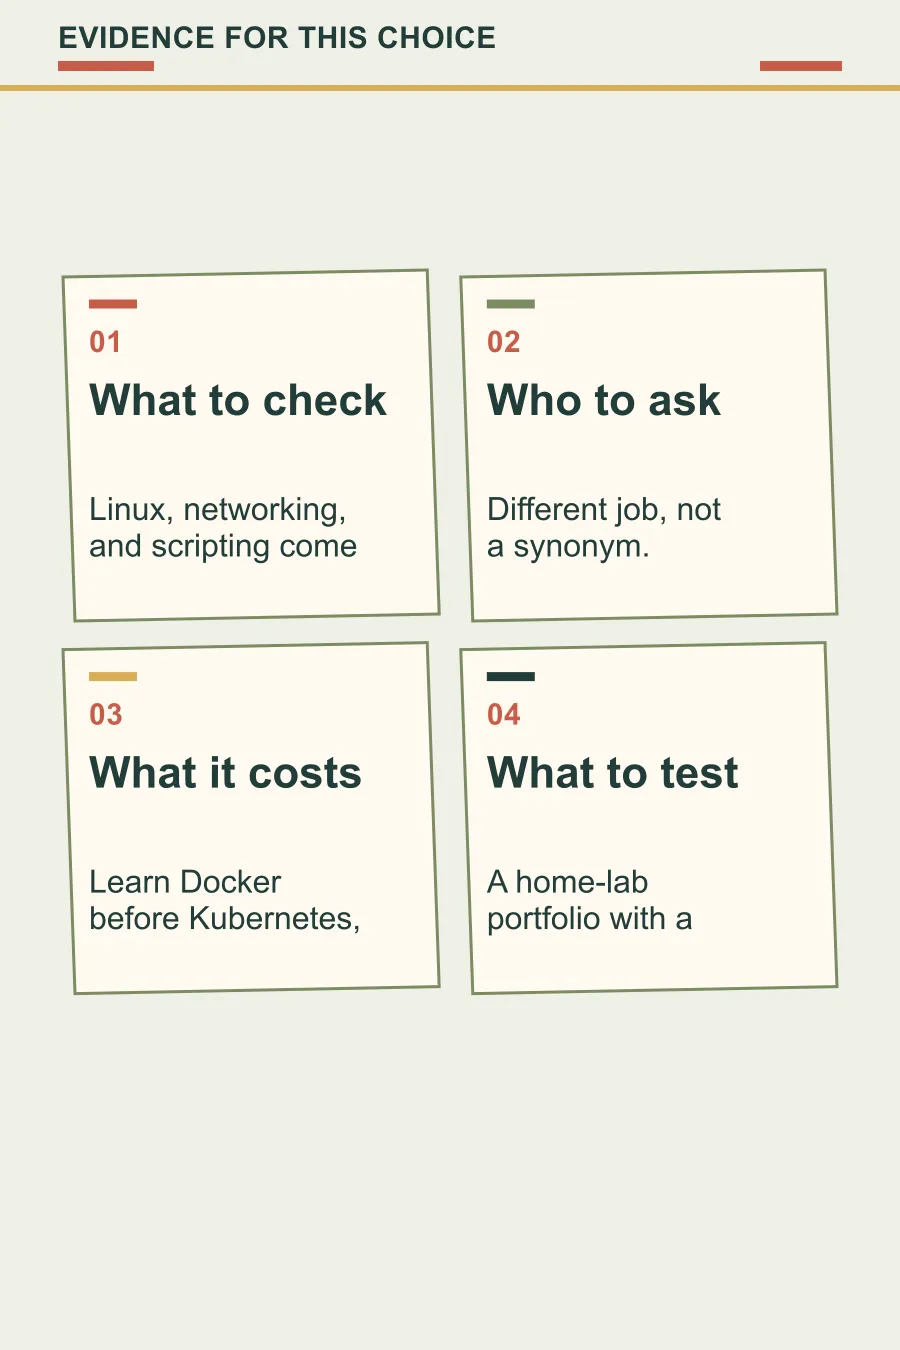 EVIDENCE FOR THIS CHOICE
01
What to check
Linux, networking,
and scripting come
02
Who to ask
Different job, not
a synonym.
03
What it costs
Learn Docker
before Kubernetes,
04
What to test
A home-lab
portfolio with a